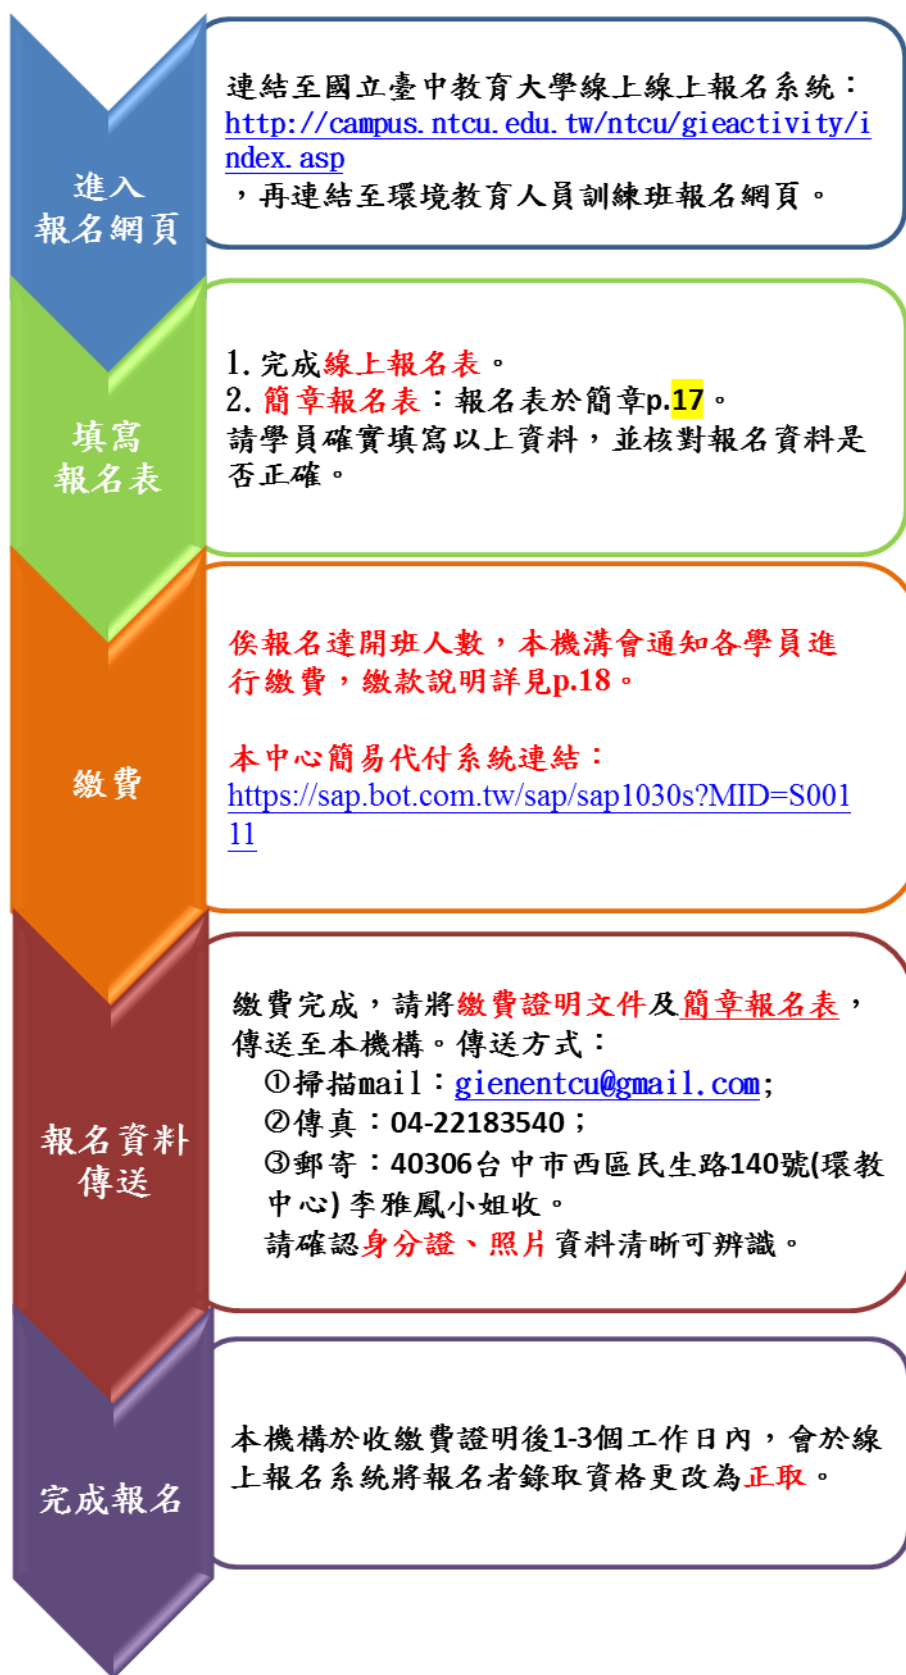 進入
報名網頁
連結至國立臺中教育大學線上線上報名系統：
http://campus.ntcu.edu.tw/ntcu/gieactivity/i
ndex.asp
，再連結至環境教育人員訓練班報名網頁。
填寫
報名表
1. 完成線上報名表。
2. 簡章報名表：報名表於簡章p.17。
請學員確實填寫以上資料，並核對報名資料是
否正確。
繳費
俟報名達開班人數，本機溝會通知各學員進
行繳費，繳款說明詳見p.18。
本中心簡易代付系統連結：
https://sap.bot.com.tw/sap/sap1030s?MID=S001
11
報名資料
傳送
繳費完成，請將繳費證明文件及簡章報名表，
傳送至本機構。傳送方式：
①掃描mail：gienentcu@gmail.com;
②傳真：04-22183540；
③郵寄：40306台中市西區民生路140號(環教
中心) 李雅鳳小姐收。
請確認身分證、照片資料清晰可辨識。
完成報名
本機構於收繳費證明後1-3個工作日內，會於線
上報名系統將報名者錄取資格更改為正取。